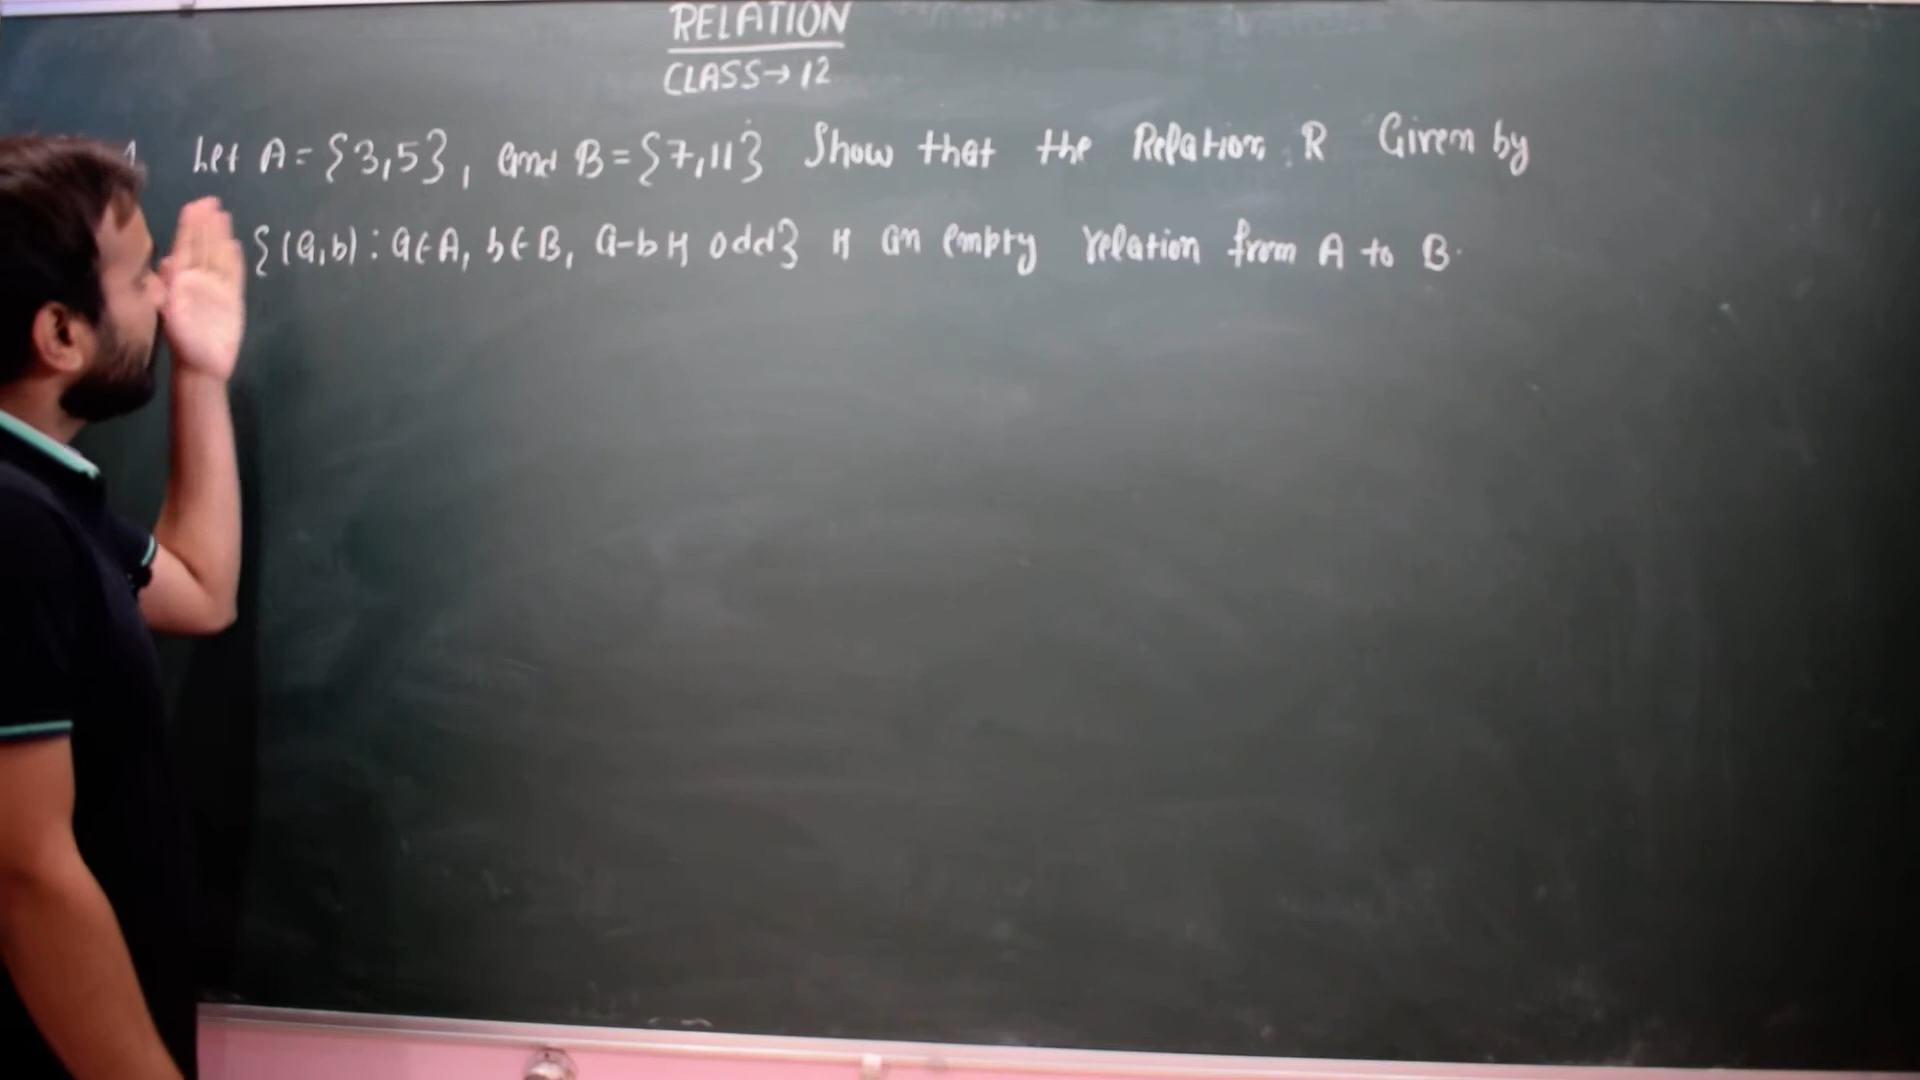 RELATION
CLASS→12
Let A={3,5}, and B={7,11} Show that the Relation R Given by
{(a,b) : a∈A, b∈B, a-b is odd} is an empty relation from A to B.